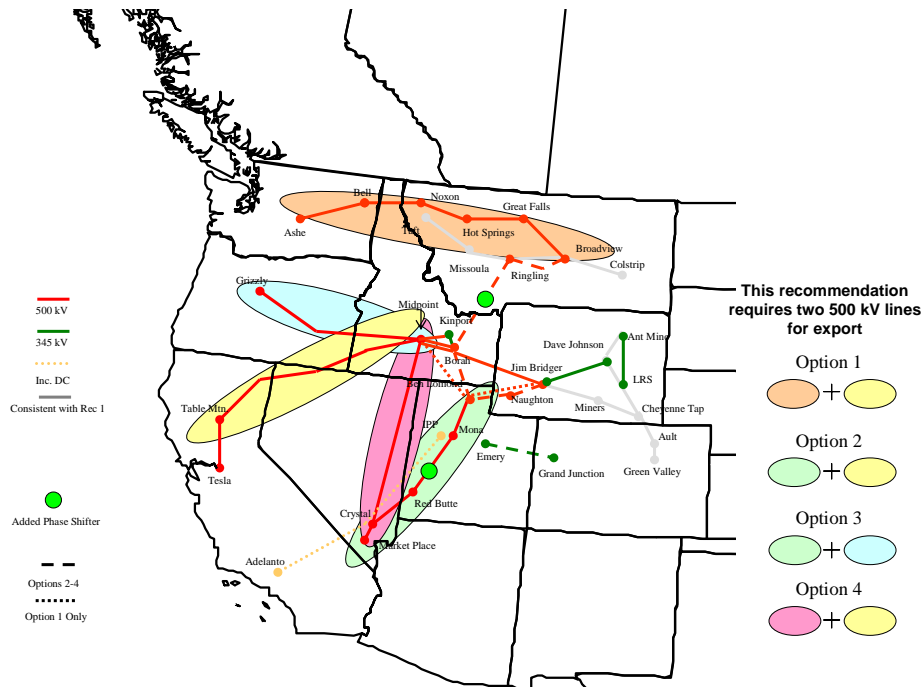 Bell
Noxon
Great Falls
Ashe
Taft
Hot Springs
Broadview
Missoula
Ringling
Colstrip
Grizzly
This recommendation
requires two 500 kV lines
for export
500 kV
Midpoint
Kinport
345 kV
Dave Johnson
Ant Mine
Borah
Jim Bridger
Option 1
+
Inc. DC
Ben Lomond
LRS
Naughton
Consistent with Rec 1
Miners
Cheyenne Tap
Table Mtn.
IPP
Mona
Option 2
+
Emery
Ault
Tesla
Grand Junction
Green Valley
Red Butte
Added Phase Shifter
Crystal
Option 3
+
Market Place
Adelanto
Options 2-4
Option 4
+
Option 1 Only